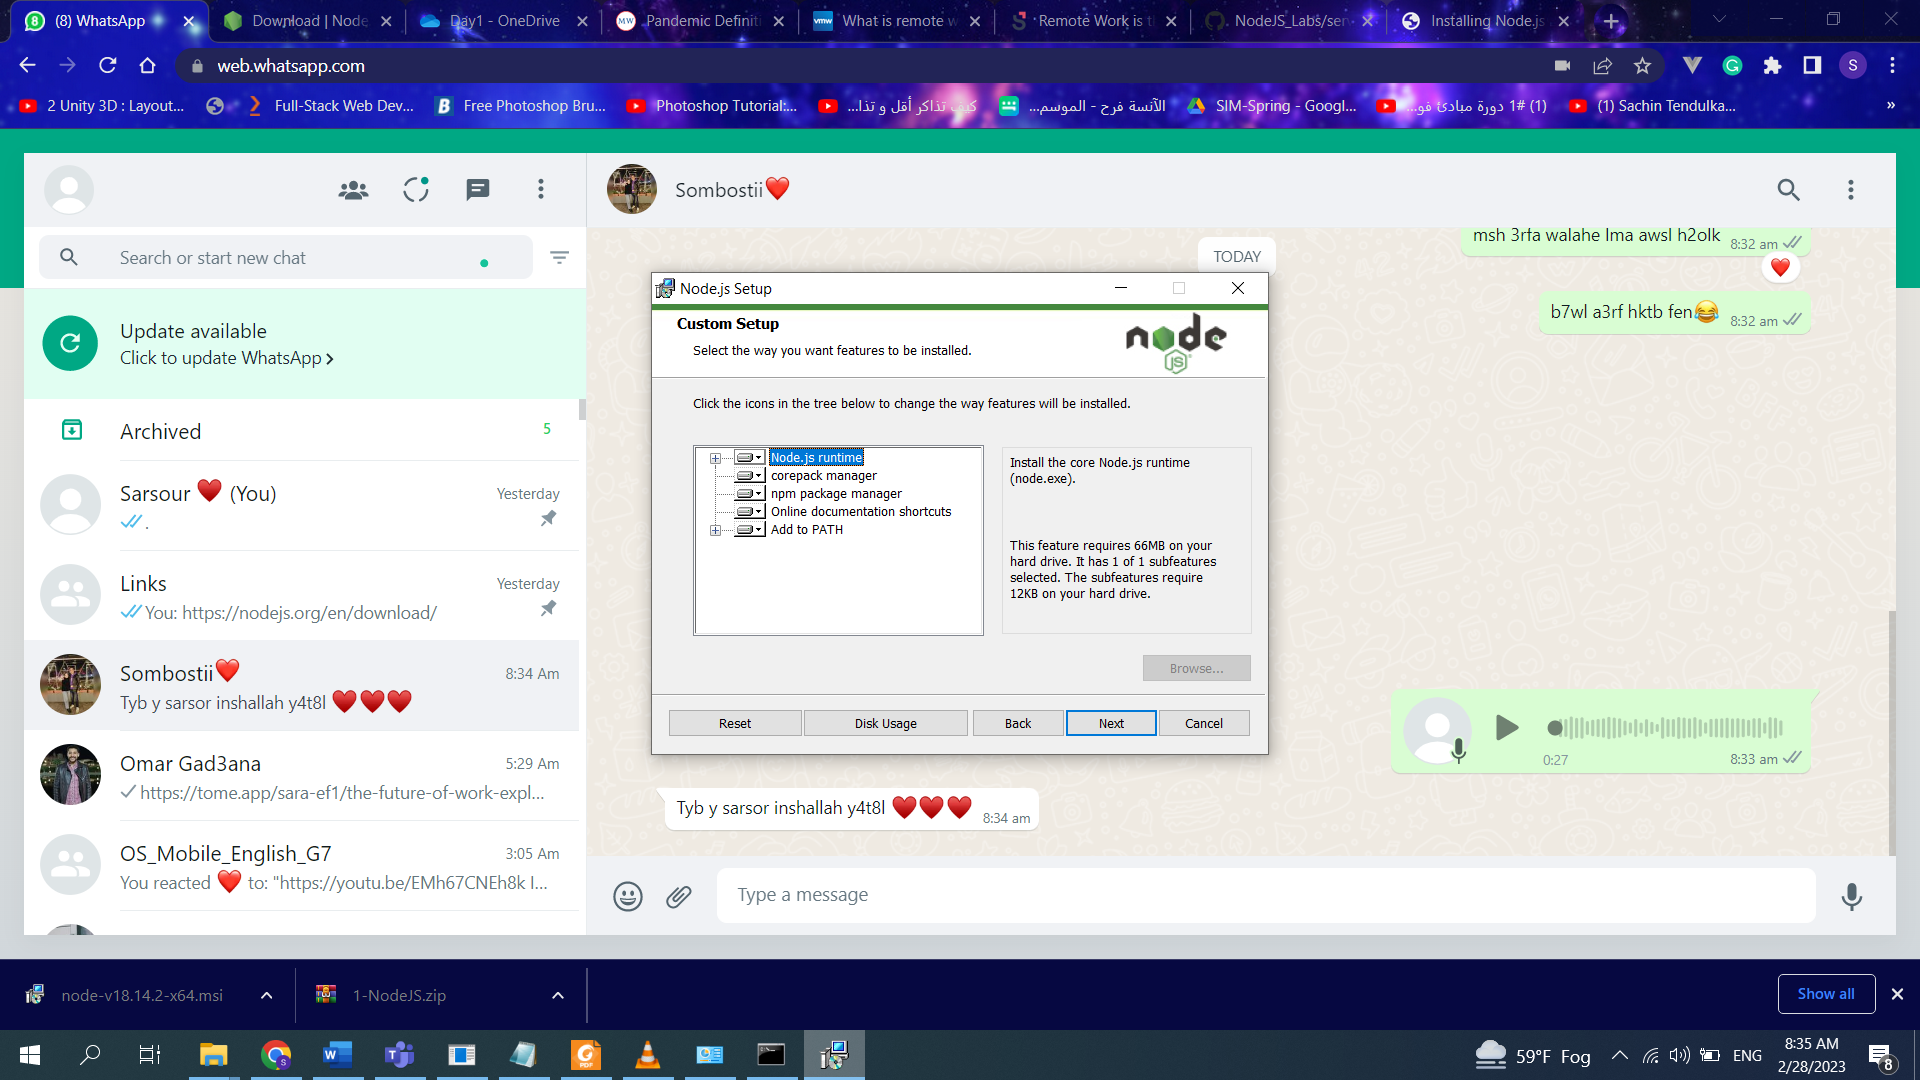 (8) WhatsApp
Download | Node
Day1 - OneDrive
Pandemic Definiti
What is remote w
Remote Work is t
NodeJS_Labs/ser
Installing Node.js
web.whatsapp.com
S
2 Unity 3D : Layout...
Full-Stack Web Dev...
Free Photoshop Bru...
Photoshop Tutorial:...
كيف تذاكر أقل و تذا...
الآنسة فرح - الموسم...
SIM-Spring - Googl...
(1) #1 دورة مبادئ فو...
(1) Sachin Tendulka...
»
Sombostii❤️
Search or start new chat
Update available
Click to update WhatsApp >
Archived
5
Sarsour ❤️ (You)
Yesterday
.
Links
Yesterday
You: https://nodejs.org/en/download/
Sombostii❤️
8:34 Am
Tyb y sarsor inshallah y4t8l ❤️❤️❤️
Omar Gad3ana
5:29 Am
https://tome.app/sara-ef1/the-future-of-work-expl...
OS_Mobile_English_G7
3:05 Am
You reacted ❤️ to: "https://youtu.be/EMh67CNEh8k I...
TODAY
msh 3rfa walahe lma awsl h2olk
8:32 am
❤️
b7wl a3rf hktb fen😂
8:32 am
Node.js Setup
Custom Setup
Select the way you want features to be installed.
node
JS
Click the icons in the tree below to change the way features will be installed.
Node.js runtime
corepack manager
npm package manager
Online documentation shortcuts
Add to PATH
Install the core Node.js runtime
(node.exe).
This feature requires 66MB on your
hard drive. It has 1 of 1 subfeatures
selected. The subfeatures require
12KB on your hard drive.
Browse...
Reset
Disk Usage
Back
Next
Cancel
0:27
8:33 am
Tyb y sarsor inshallah y4t8l ❤️❤️❤️
8:34 am
Type a message
node-v18.14.2-x64.msi
1-NodeJS.zip
Show all
59°F Fog
ENG
8:35 AM
2/28/2023
8